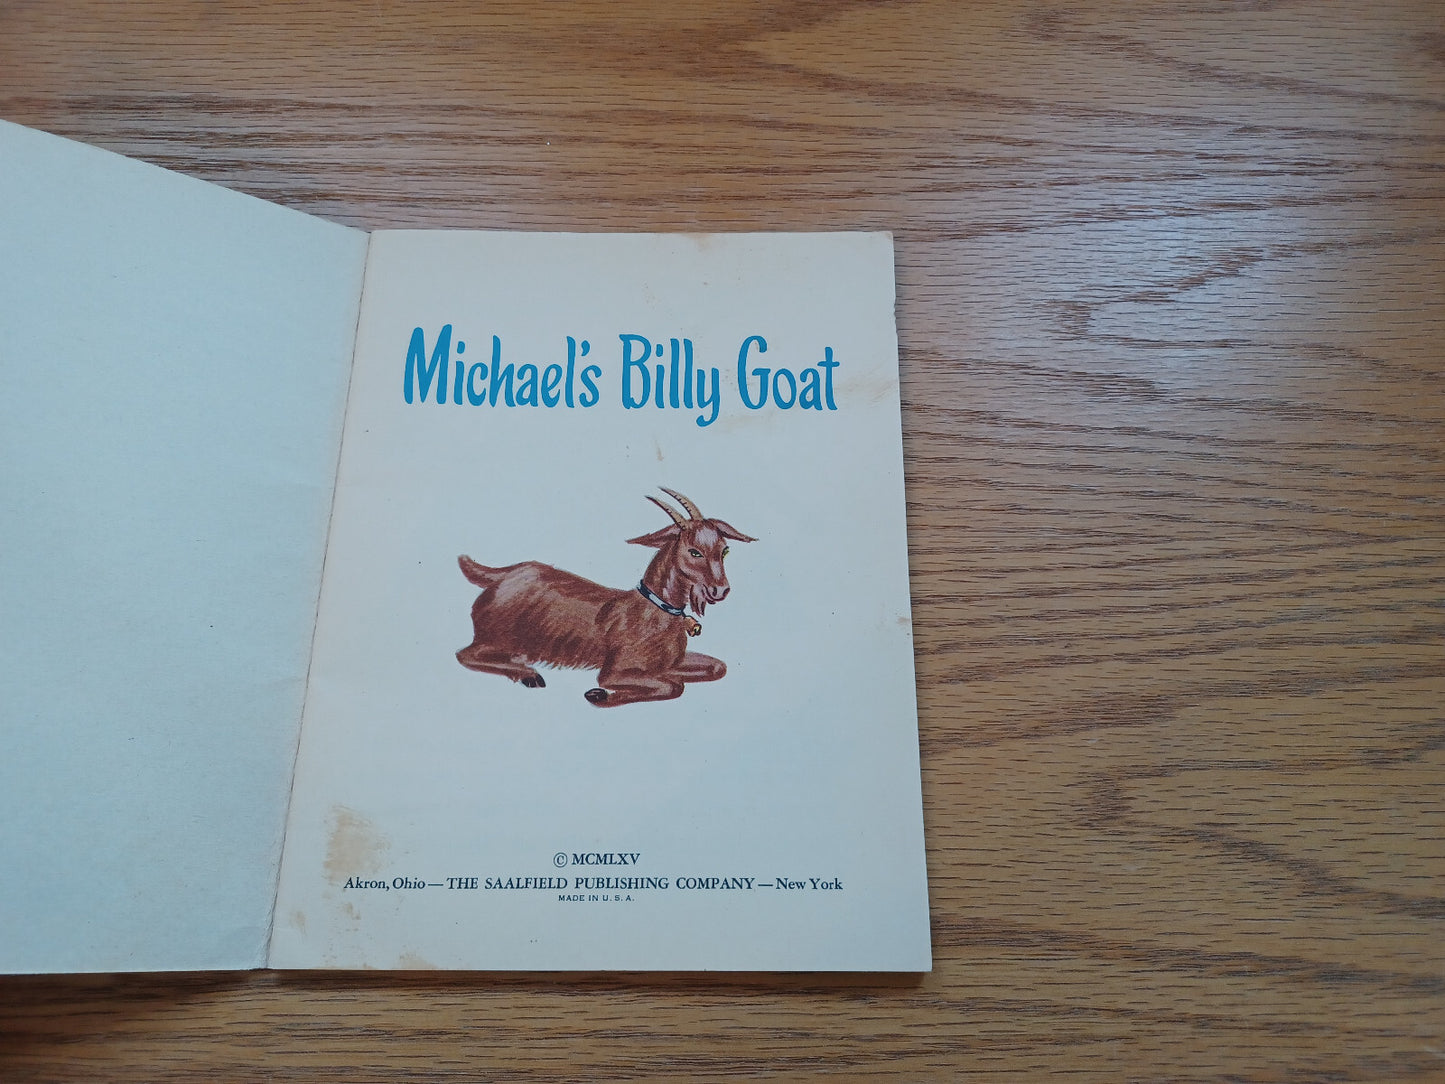 Michael's Billy Goat
© MCMLXV
Akron, Ohio — THE SAALFIELD PUBLISHING COMPANY — New York
MADE IN U. S. A.